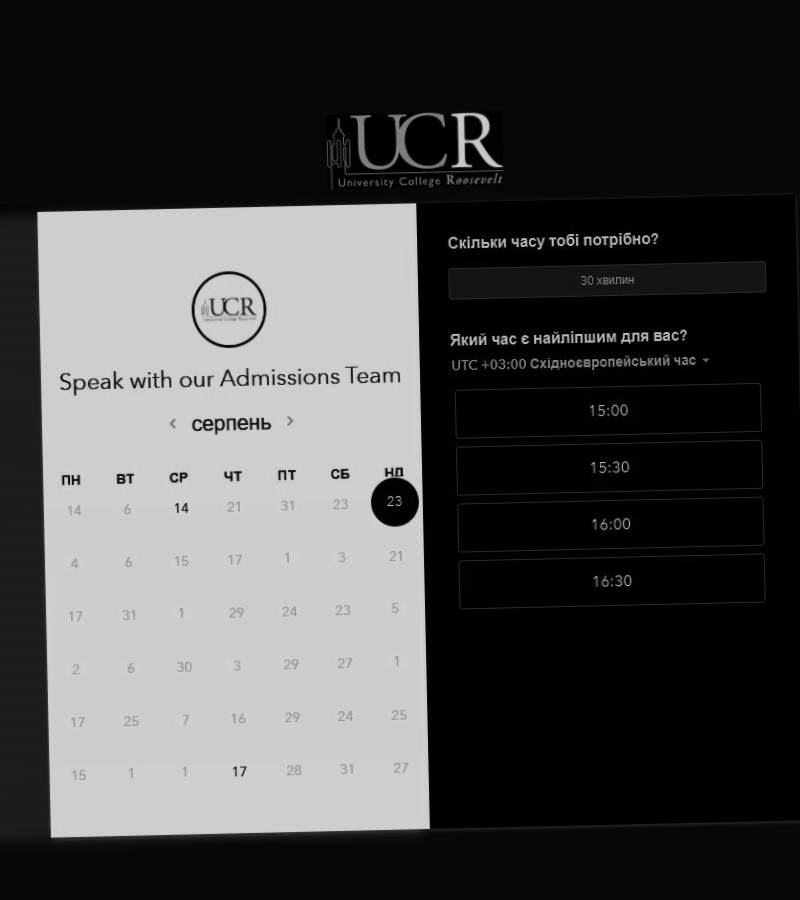 UCR
University College Roosevelt
UCR
Speak with our Admissions Team
< серпень >
ПН ВТ СР ЧТ ПТ СБ НД
14 6 14 21 31 23 23
4 6 15 17 1 3 21
17 31 1 29 24 23 5
2 6 30 3 29 27 1
17 25 7 16 29 24 25
15 1 1 17 28 31 27
Скільки часу тобі потрібно?
30 хвилин
Який час є найліпшим для вас?
UTC +03:00 Східноєвропейський час
15:00
15:30
16:00
16:30